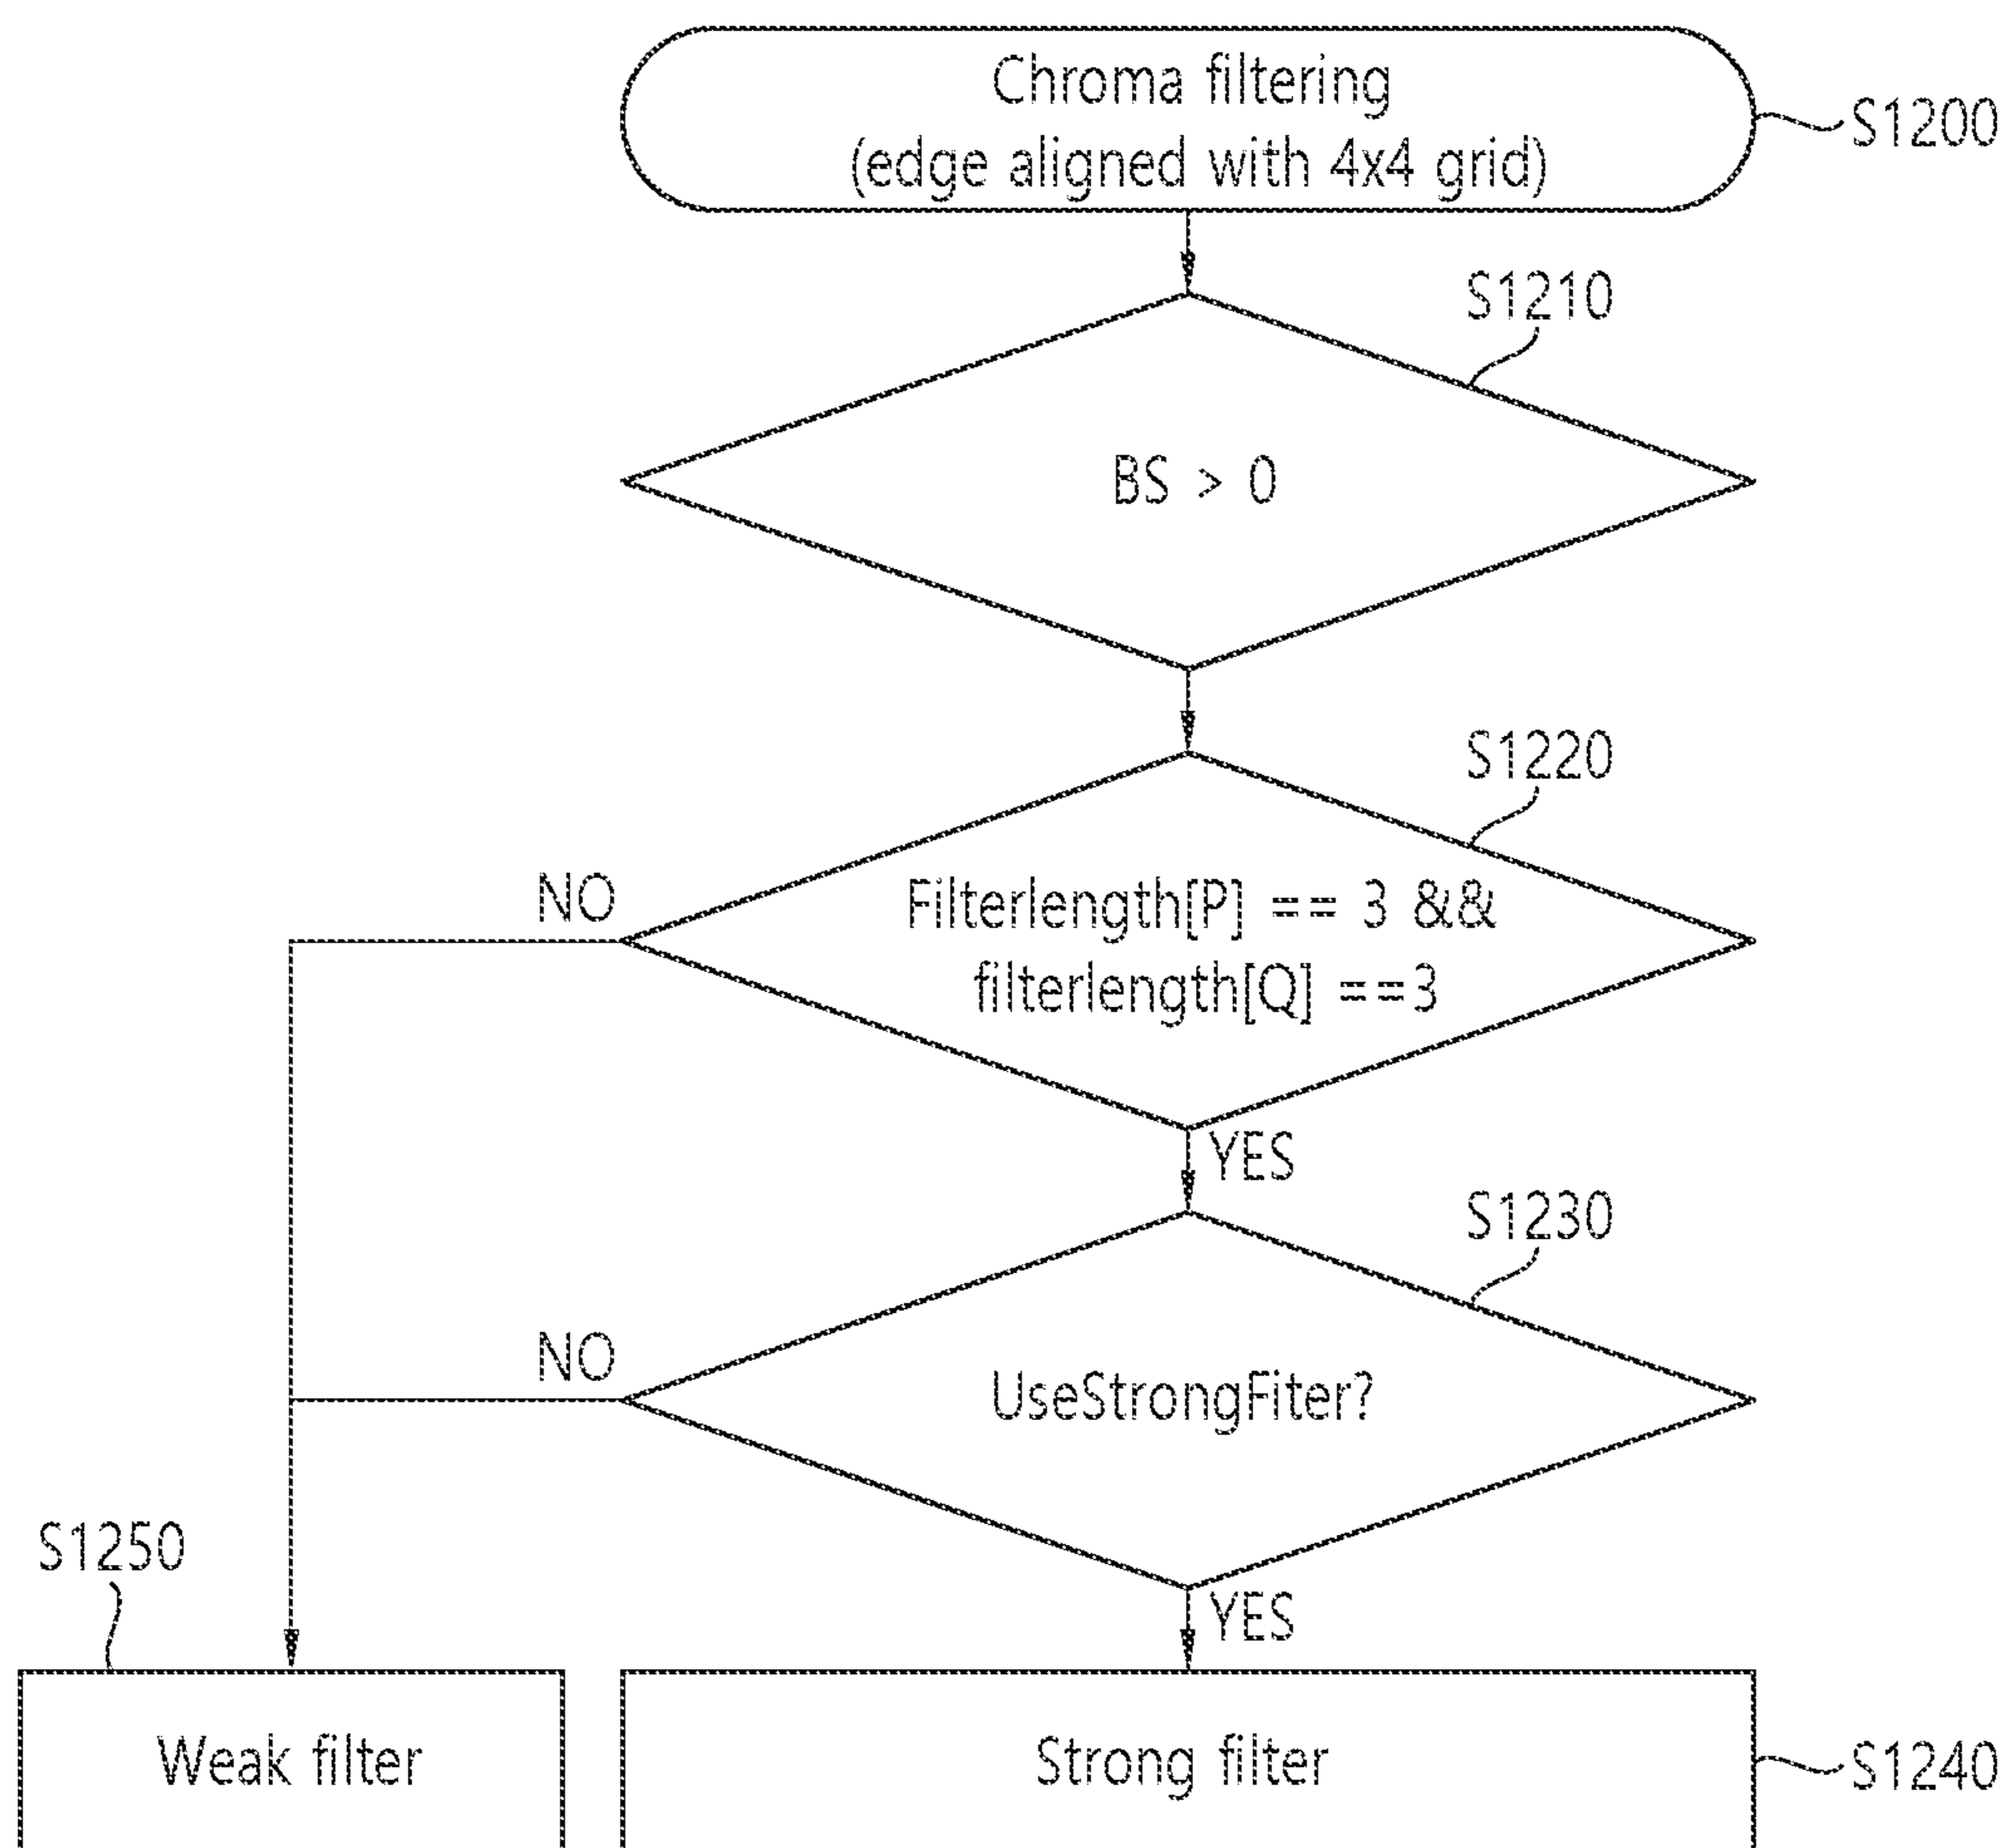 Chroma filtering
(edge aligned with 4x4 grid)
S1200
S1210
BS > 0
S1220
NO
Filterlength[P] == 3 &&
filterlength[Q] ==3
YES
S1230
NO
UseStrongFiter?
S1250
YES
Weak filter
Strong filter
S1240